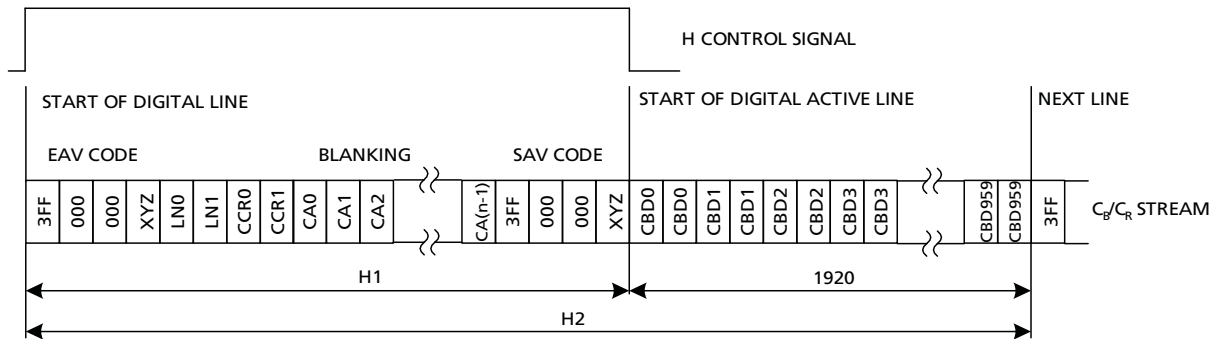 H CONTROL SIGNAL
START OF DIGITAL LINE
START OF DIGITAL ACTIVE LINE
NEXT LINE
EAV CODE
BLANKING
SAV CODE
3FF
000
000
XYZ
LN0
LN1
CCR0
CCR1
CA0
CA1
CA2
CA(n-1)
3FF
000
000
XYZ
CBD0
CBD0
CBD1
CBD1
CBD2
CBD2
CBD3
CBD3
CBD959
CBD959
3FF
CB/CR STREAM
H1
1920
H2